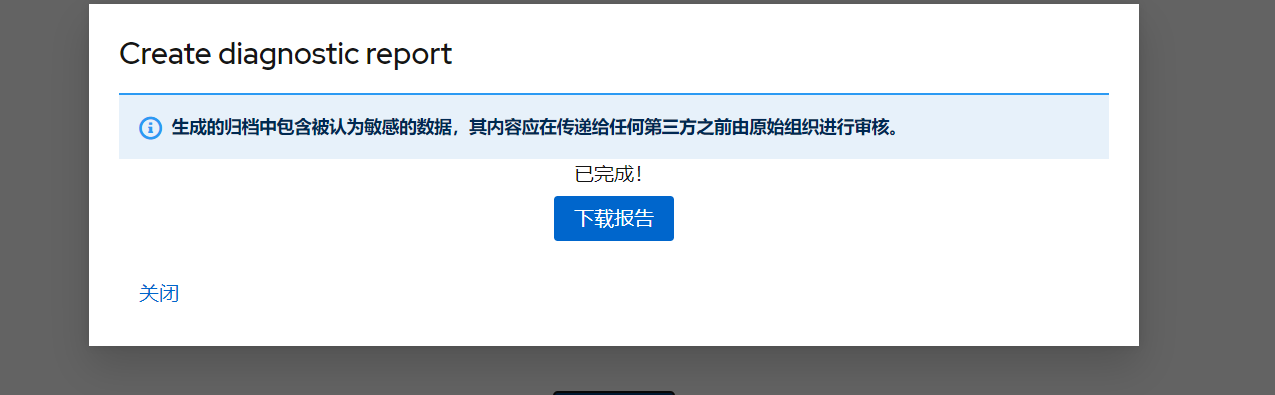 Create diagnostic report
生成的归档中包含被认为敏感的数据，其内容应在传递给任何第三方之前由原始组织进行审核。
已完成！
下载报告
关闭